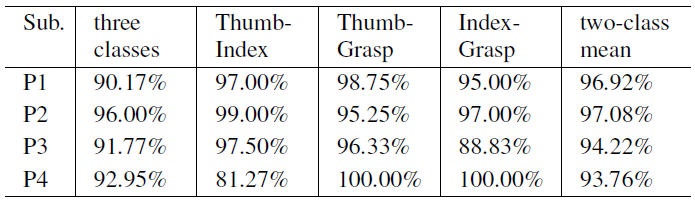 Sub. three Thumb- Thumb- Index- two-class
classes Index Grasp Grasp mean
P1 90.17% 97.00% 98.75% 95.00% 96.92%
P2 96.00% 99.00% 95.25% 97.00% 97.08%
P3 91.77% 97.50% 96.33% 88.83% 94.22%
P4 92.95% 81.27% 100.00% 100.00% 93.76%